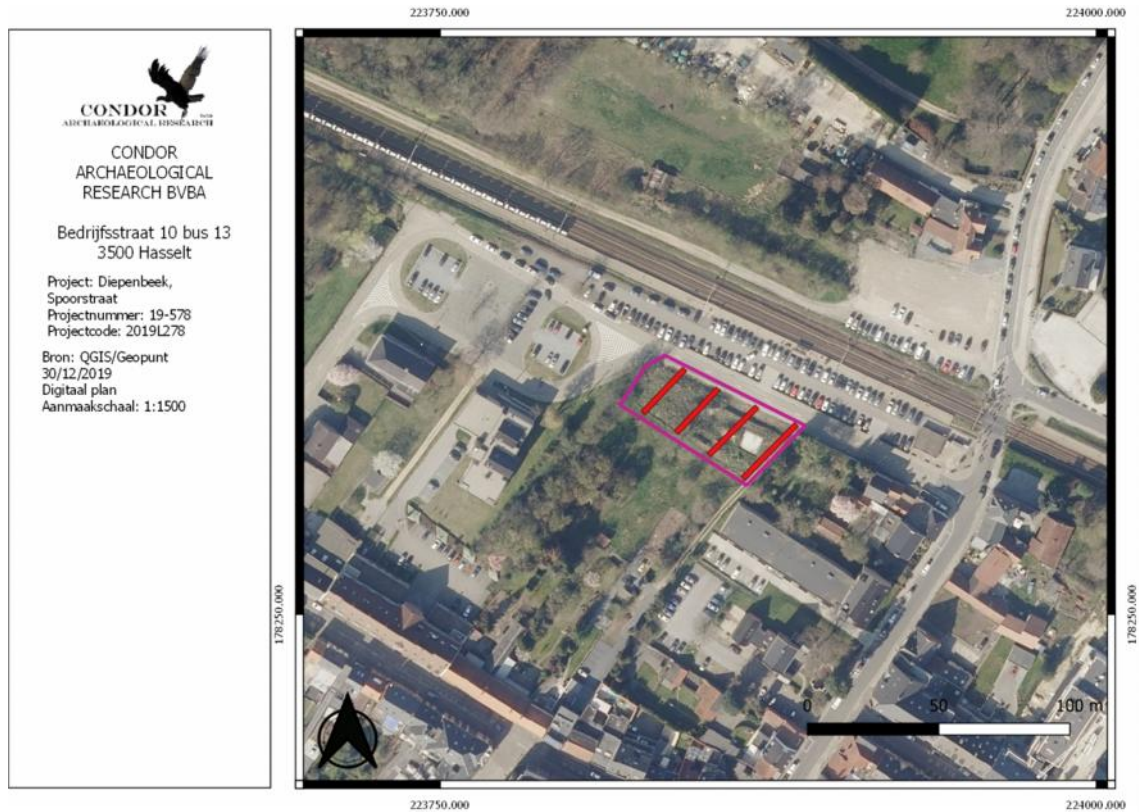 223750.000
224000.000
CONDOR
ARCHAEOLOGICAL RESEARCH
CONDOR
ARCHAEOLOGICAL
RESEARCH BVBA
Bedrijfsstraat 10 bus 13
3500 Hasselt
Project: Diepenbeek,
Spoorstraat
Projectnummer: 19-578
Projectcode: 2019L278
Bron: QGIS/Geopunt
30/12/2019
Digitaal plan
Aanmaakschaal: 1:1500
178250.000
178250.000
0 50 100 m
223750.000
224000.000